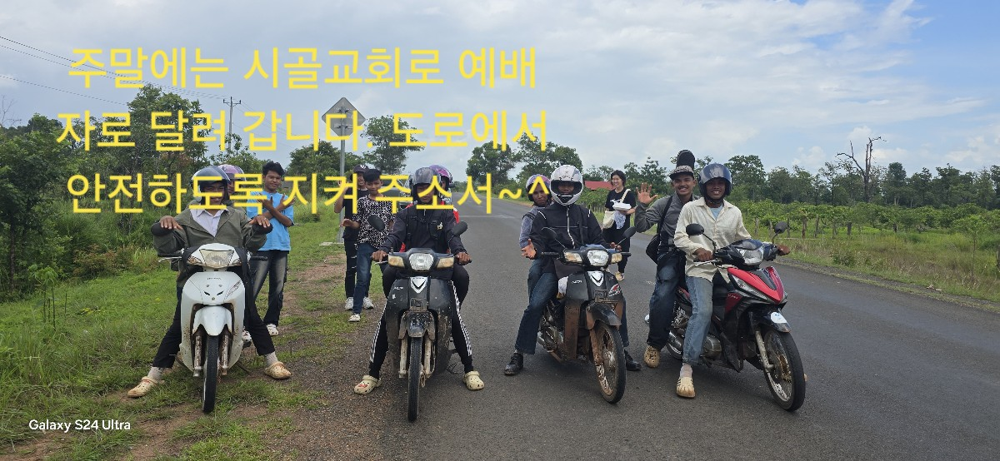 주말에는 시골교회로 예배
자로 달려 갑니다. 도로에서
안전하도록 지켜 주소서~^
Galaxy S24 Ultra